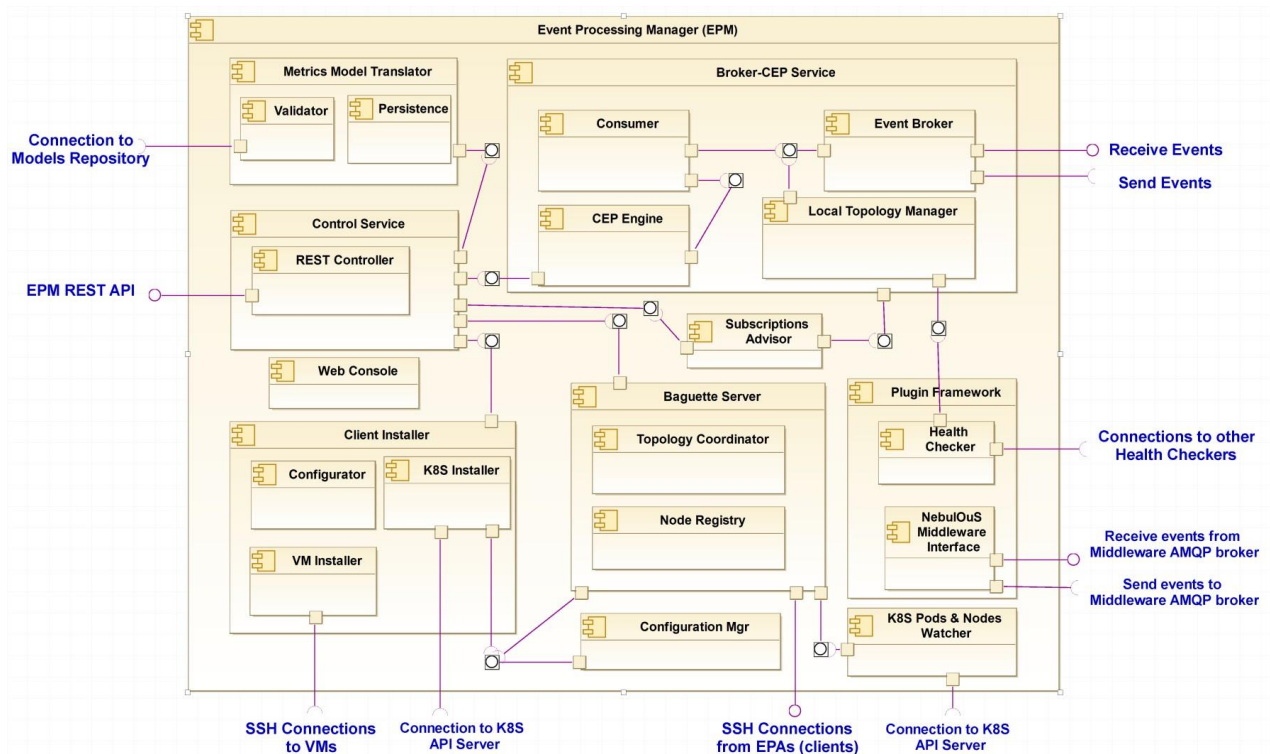 Event Processing Manager (EPM)
Metrics Model Translator
Validator
Persistence
Broker-CEP Service
Consumer
Event Broker
CEP Engine
Local Topology Manager
Connection to
Models Repository
Receive Events
Send Events
Control Service
REST Controller
EPM REST API
Subscriptions
Advisor
Web Console
Baguette Server
Topology Coordinator
Node Registry
Plugin Framework
Health
Checker
Connections to other
Health Checkers
NebulOuS
Middleware
Interface
Receive events from
Middleware AMQP broker
Send events to
Middleware AMQP broker
Client Installer
Configurator
K8S Installer
VM Installer
Configuration Mgr
K8S Pods & Nodes
Watcher
SSH Connections
to VMs
Connection to K8S
API Server
SSH Connections
from EPAs (clients)
Connection to K8S
API Server